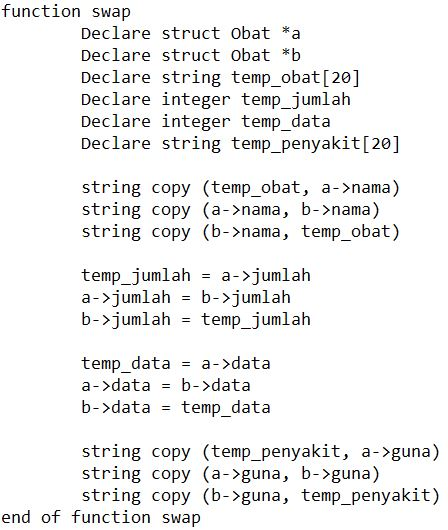 function swap
Declare struct Obat *a
Declare struct Obat *b
Declare string temp_obat[20]
Declare integer temp_jumlah
Declare integer temp_data
Declare string temp_penyakit[20]
string copy (temp_obat, a->nama)
string copy (a->nama, b->nama)
string copy (b->nama, temp_obat)
temp_jumlah = a->jumlah
a->jumlah = b->jumlah
b->jumlah = temp_jumlah
temp_data = a->data
a->data = b->data
b->data = temp_data
string copy (temp_penyakit, a->guna)
string copy (a->guna, b->guna)
string copy (b->guna, temp_penyakit)
end of function swap